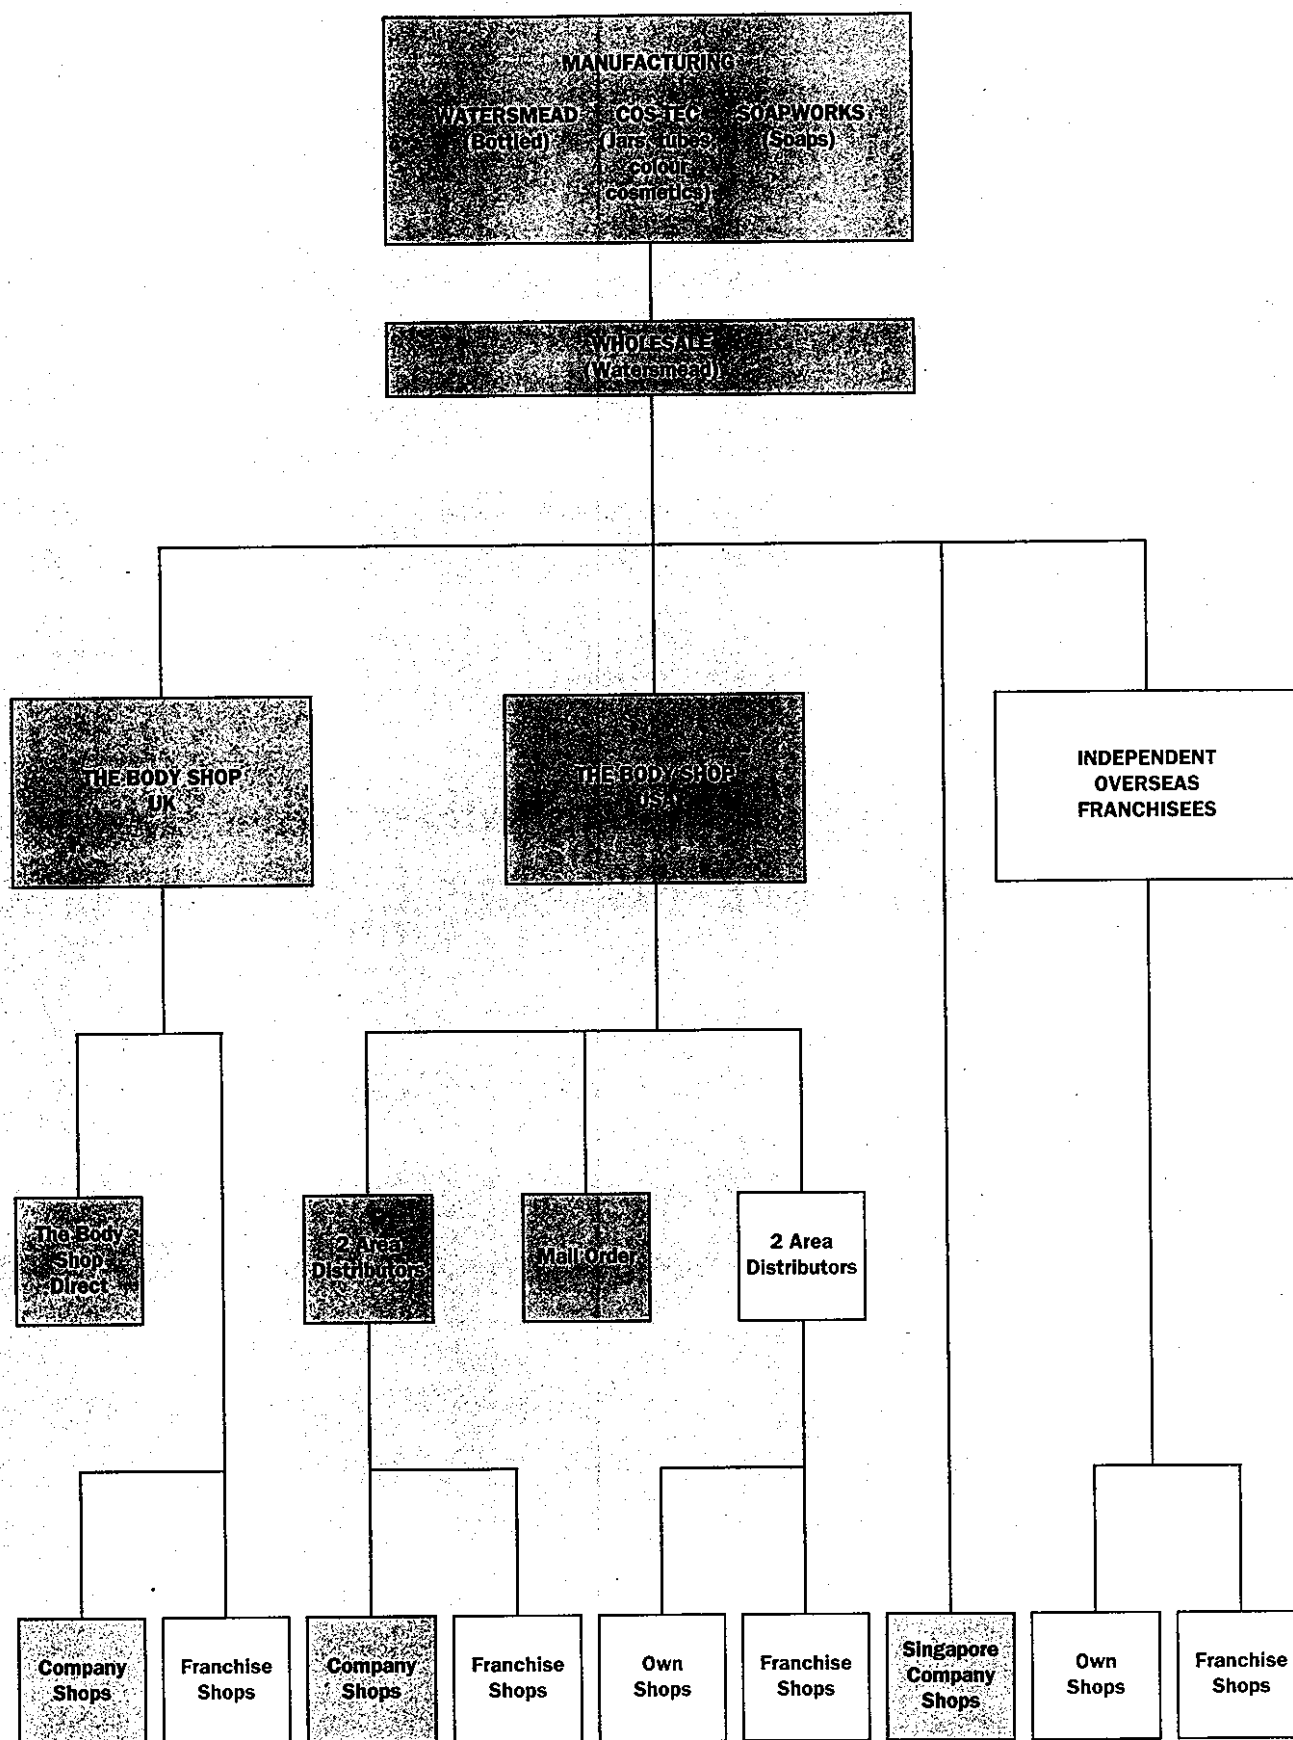 MANUFACTURING
WATERSMEAD
(Bottled)
COS-TEC
(Jars, tubes,
colour
cosmetics)
SOAPWORKS
(Soaps)
WHOLESALE
(Watersmead)
THE BODY SHOP
UK
THE BODY SHOP
USA
INDEPENDENT
OVERSEAS
FRANCHISEES
The Body
Shop
Direct
2 Area
Distributors
Mail Order
2 Area
Distributors
Company
Shops
Franchise
Shops
Company
Shops
Franchise
Shops
Own
Shops
Franchise
Shops
Singapore
Company
Shops
Own
Shops
Franchise
Shops